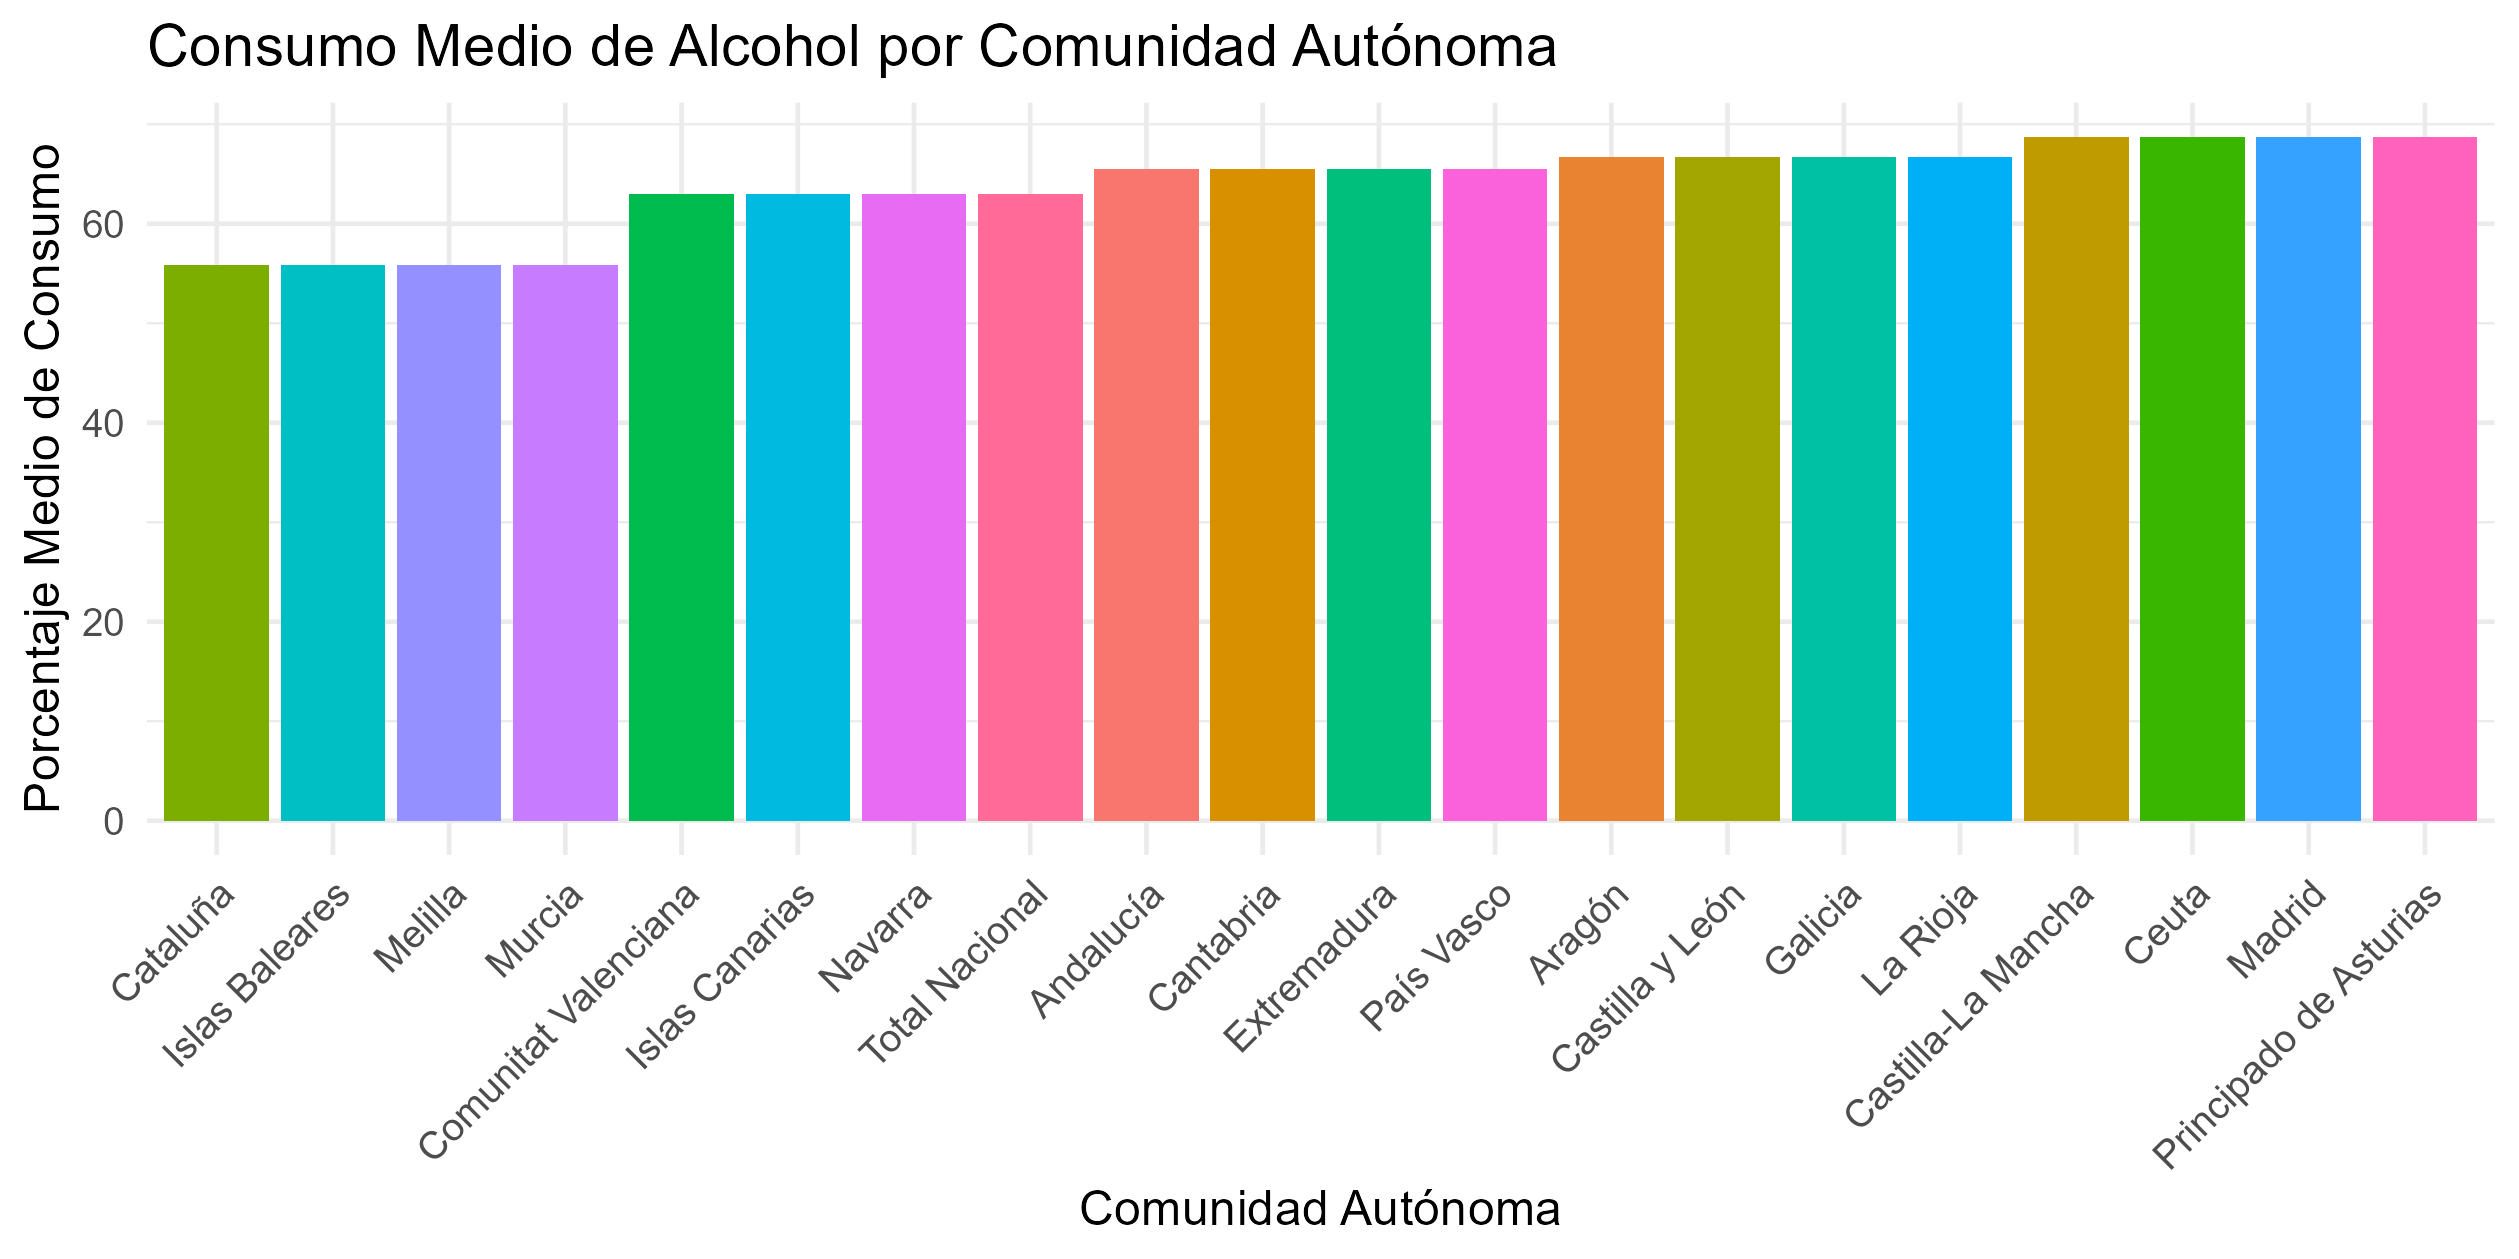 Consumo Medio de Alcohol por Comunidad Autónoma
Porcentaje Medio de Consumo
60
40
20
0
Cataluña
Islas Baleares
Melilla
Murcia
Comunitat Valenciana
Islas Canarias
Navarra
Total Nacional
Andalucía
Cantabria
Extremadura
País Vasco
Aragón
Castilla y León
Galicia
La Rioja
Castilla-La Mancha
Ceuta
Madrid
Principado de Asturias
Comunidad Autónoma